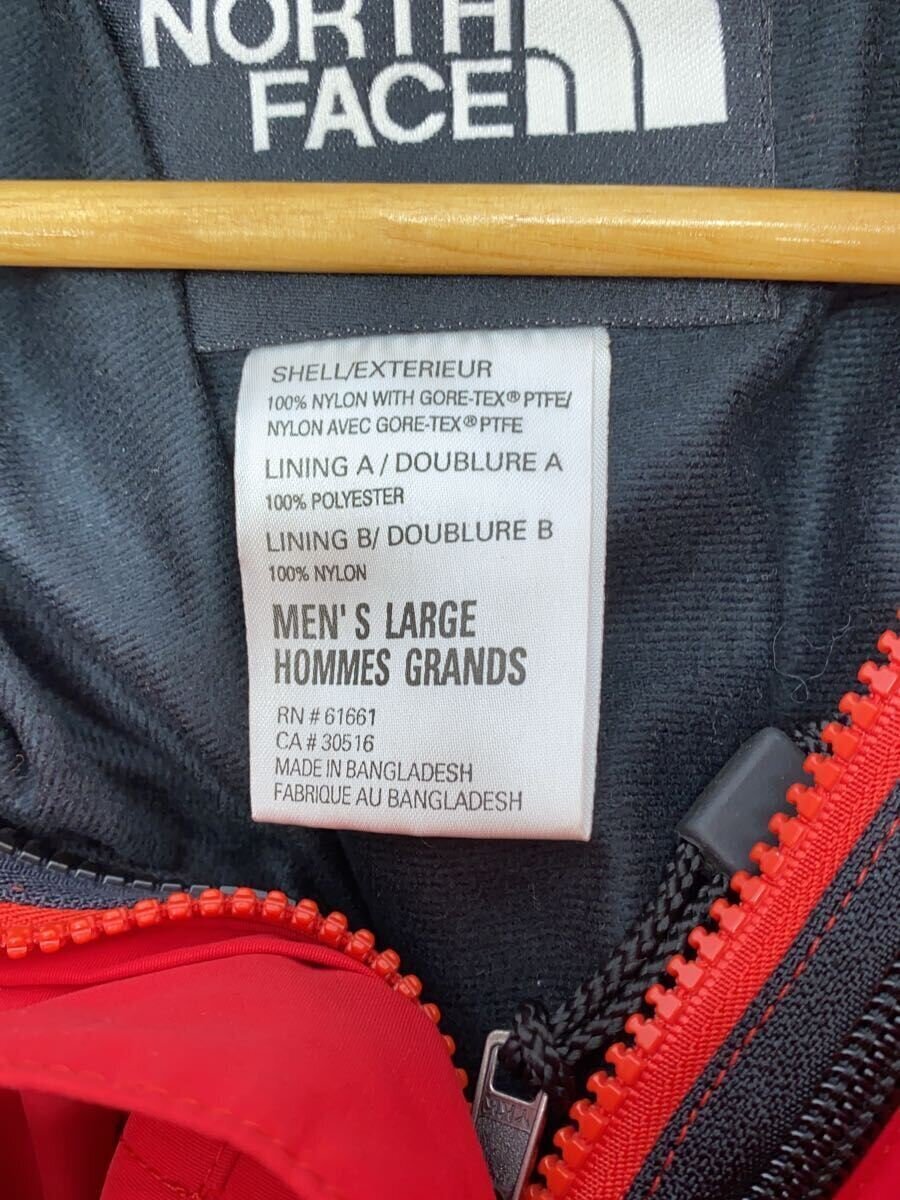 NORTH
FACE
SHELL/EXTERIEUR
100% NYLON WITH GORE-TEX® PTFE/
NYLON AVEC GORE-TEX® PTFE
LINING A / DOUBLURE A
100% POLYESTER
LINING B/ DOUBLURE B
100% NYLON
MEN' S LARGE
HOMMES GRANDS
RN # 61661
CA # 30516
MADE IN BANGLADESH
FABRIQUE AU BANGLADESH